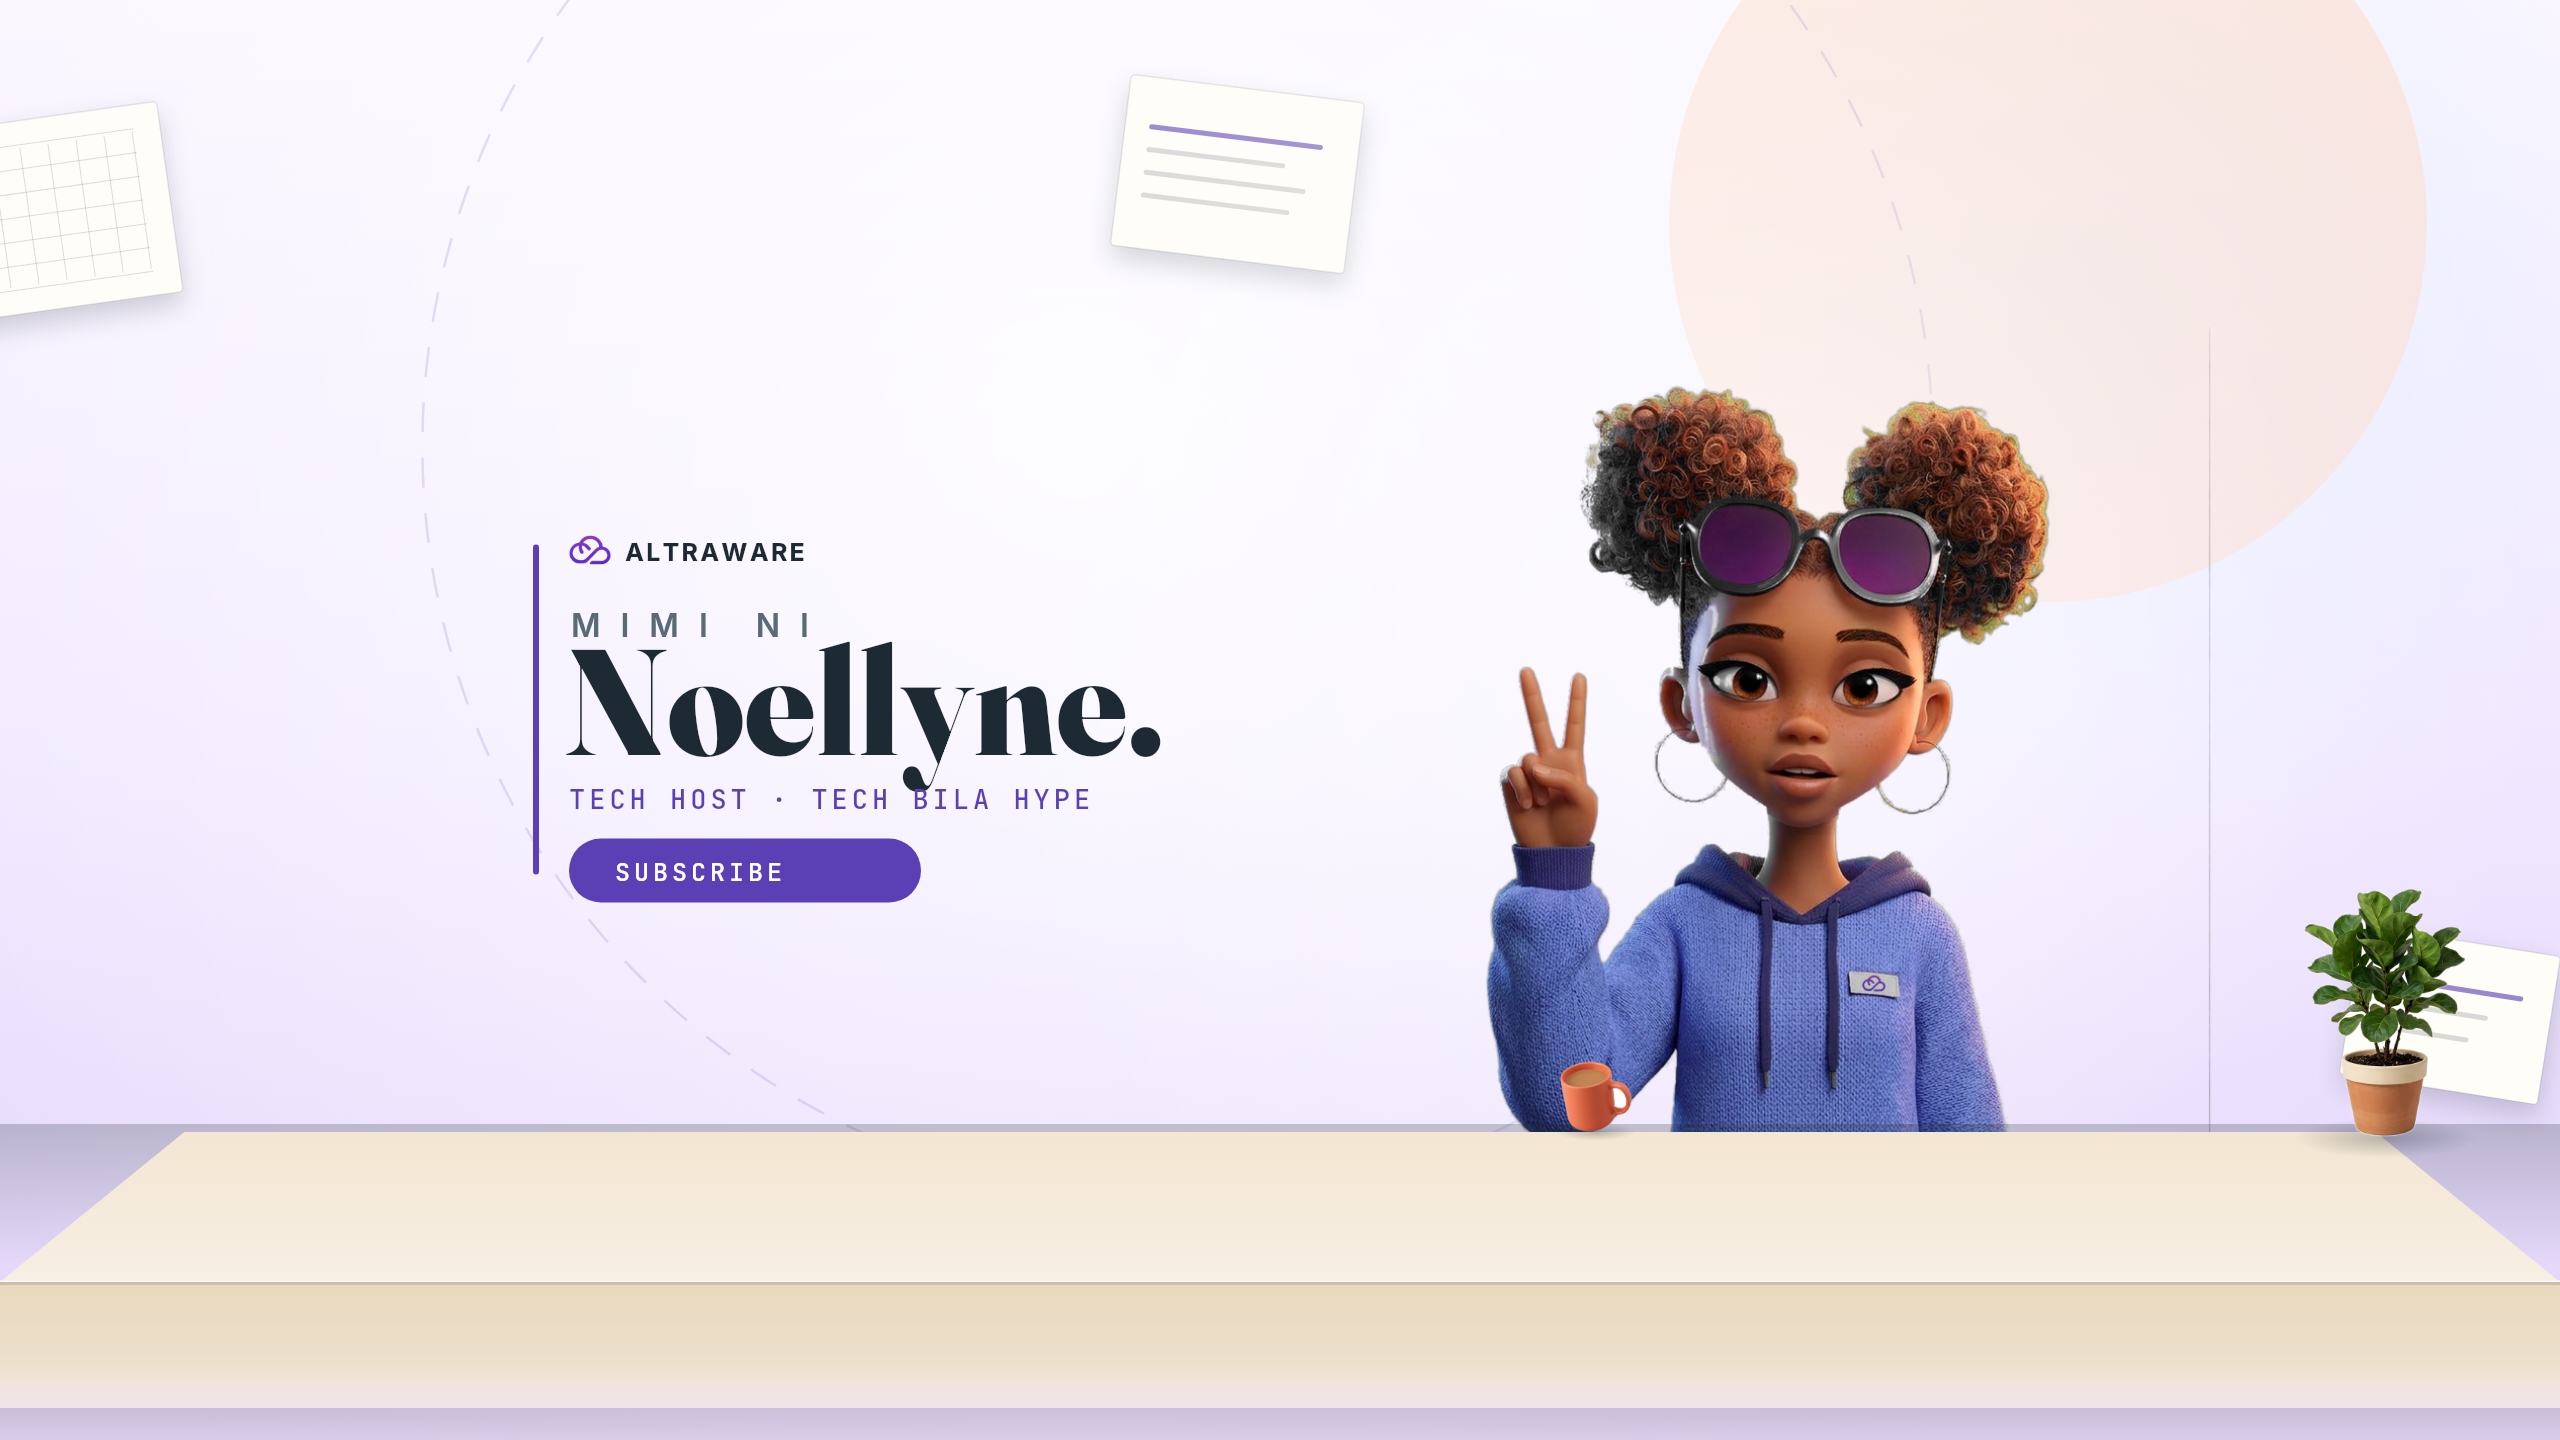 ALTRAWARE
MIMI NI
Noellyne.
TECH HOST · TECH BILA HYPE
SUBSCRIBE